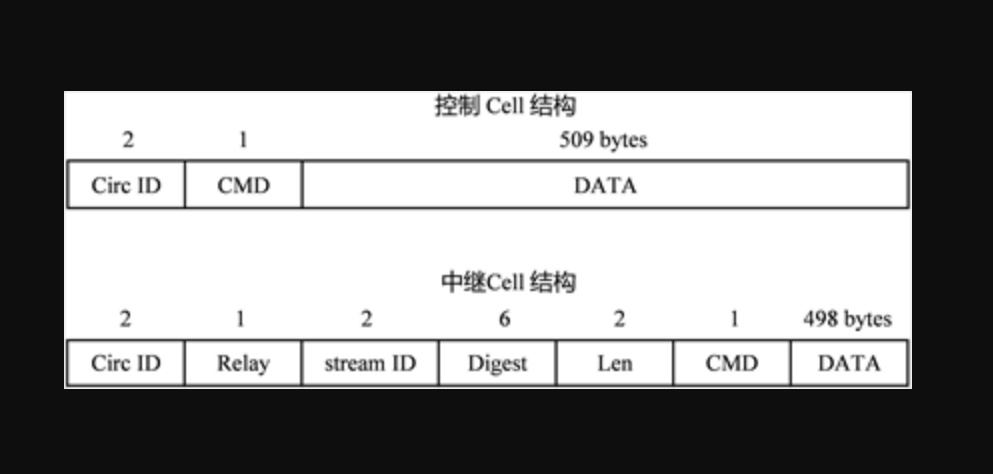 控制 Cell 结构
2 1 509 bytes
Circ ID CMD DATA
中继Cell 结构
2 1 2 6 2 1 498 bytes
Circ ID Relay stream ID Digest Len CMD DATA